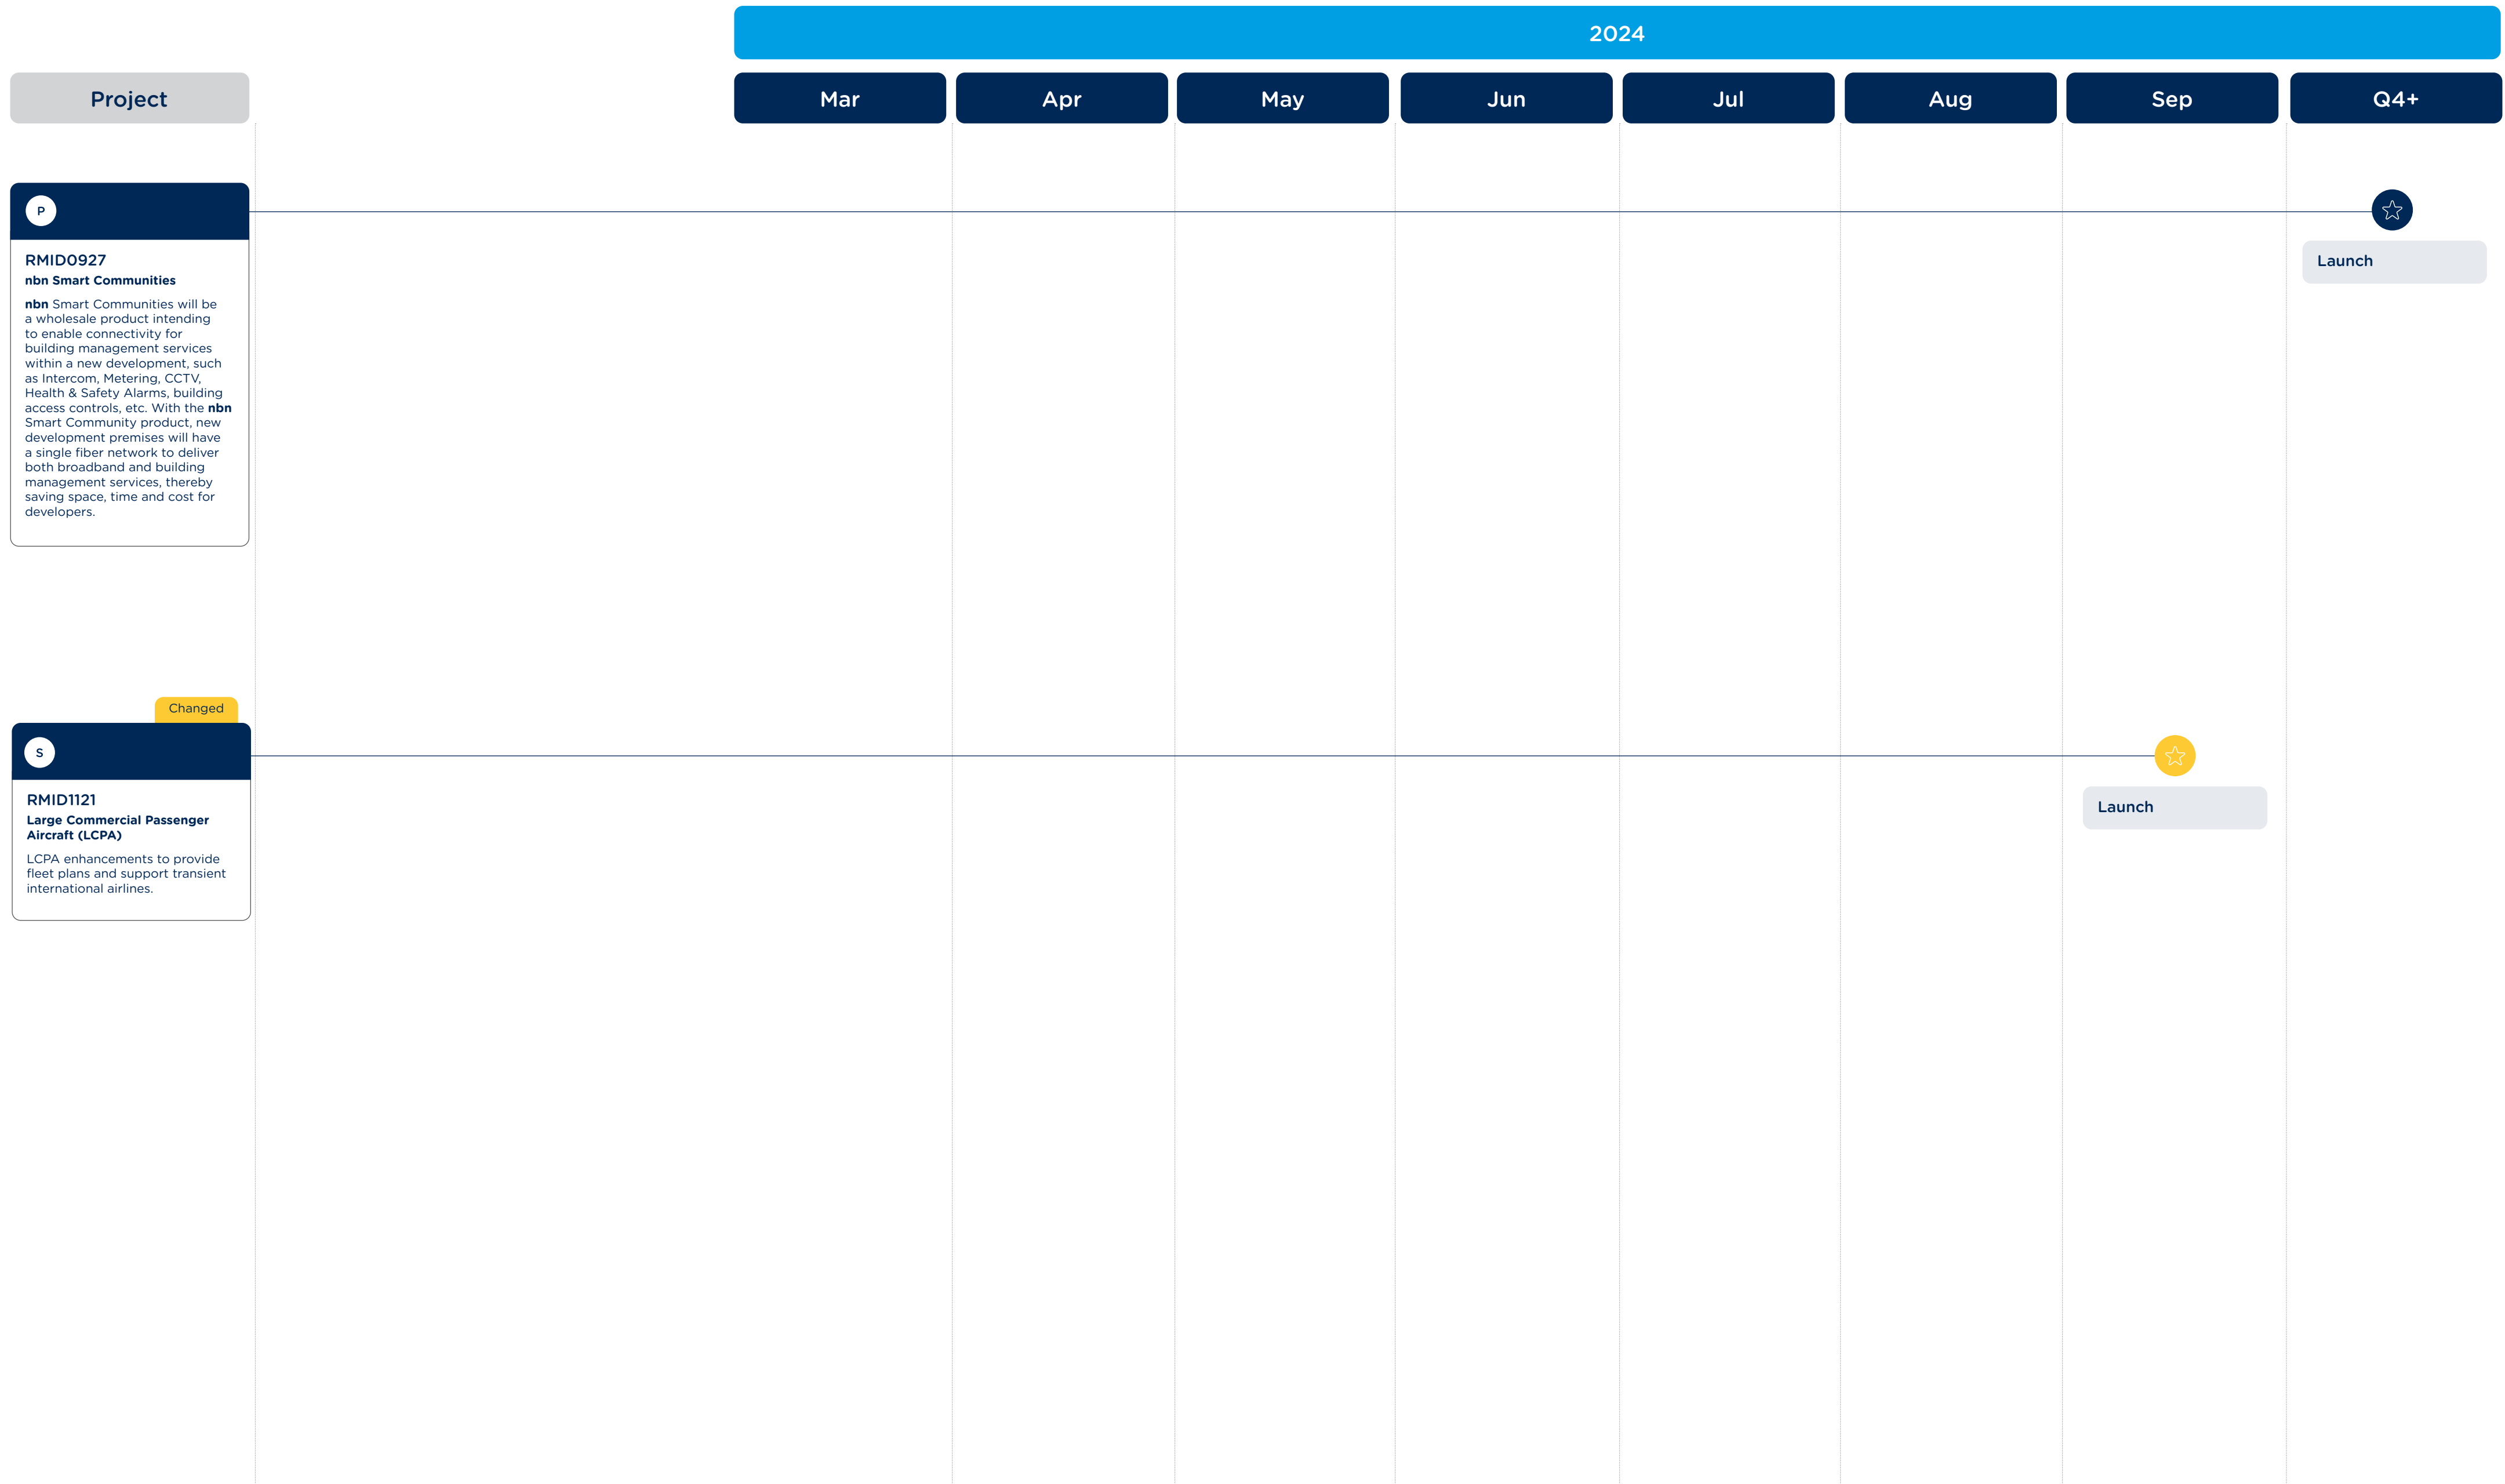 2024
Project
Mar
Apr
May
Jun
Jul
Aug
Sep
Q4+
P
RMID0927
nbn Smart Communities
nbn Smart Communities will be
a wholesale product intending
to enable connectivity for
building management services
within a new development, such
as Intercom, Metering, CCTV,
Health & Safety Alarms, building
access controls, etc. With the nbn
Smart Community product, new
development premises will have
a single fiber network to deliver
both broadband and building
management services, thereby
saving space, time and cost for
developers.
Launch
Changed
S
RMID1121
Large Commercial Passenger
Aircraft (LCPA)
LCPA enhancements to provide
fleet plans and support transient
international airlines.
Launch